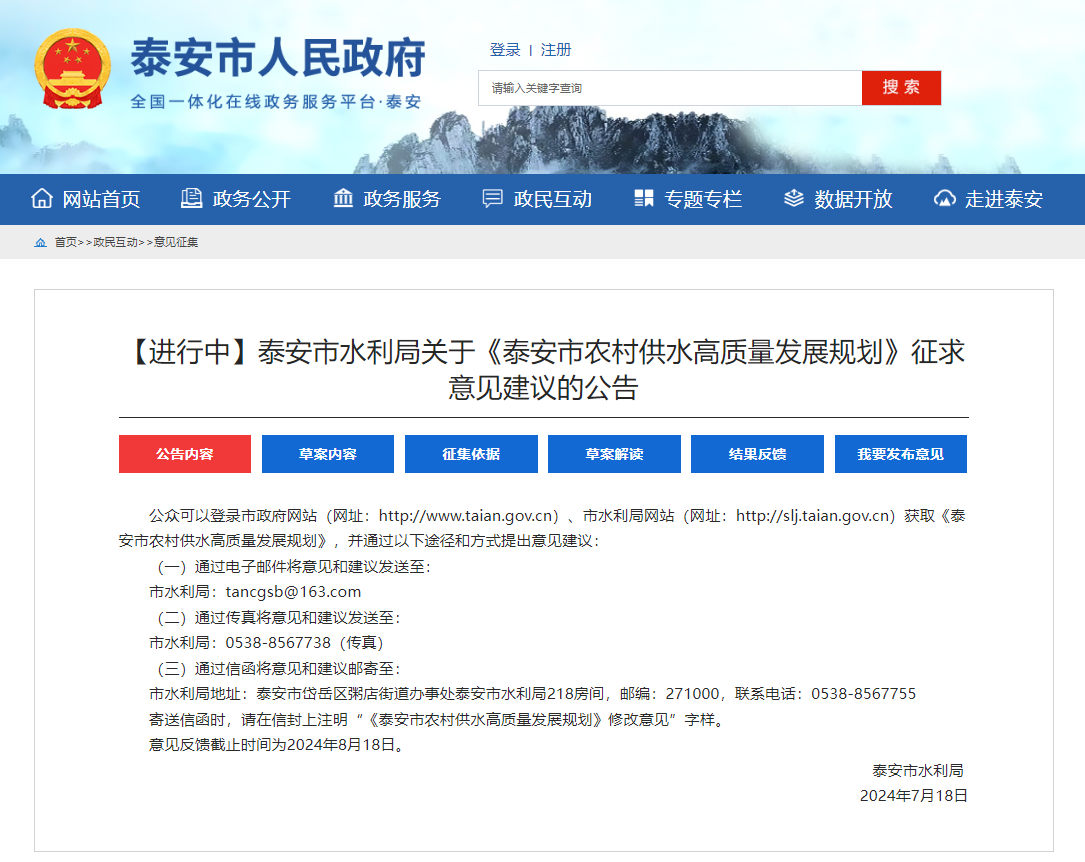 泰安市人民政府
全国一体化在线政务服务平台·泰安
登录 | 注册
请输入关键字查询
搜 索
网站首页 政务公开 政务服务 政民互动 专题专栏 数据开放 走进泰安
首页>>政民互动>>意见征集
【进行中】泰安市水利局关于《泰安市农村供水高质量发展规划》征求
意见建议的公告
公告内容 草案内容 征集依据 草案解读 结果反馈 我要发布意见
公众可以登录市政府网站（网址：http://www.taian.gov.cn）、市水利局网站（网址：http://slj.taian.gov.cn）获取《泰
安市农村供水高质量发展规划》，并通过以下途径和方式提出意见建议：
（一）通过电子邮件将意见和建议发送至：
市水利局：tancgsb@163.com
（二）通过传真将意见和建议发送至：
市水利局：0538-8567738（传真）
（三）通过信函将意见和建议邮寄至：
市水利局地址：泰安市岱岳区粥店街道办事处泰安市水利局218房间，邮编：271000，联系电话：0538-8567755
寄送信函时，请在信封上注明“《泰安市农村供水高质量发展规划》修改意见”字样。
意见反馈截止时间为2024年8月18日。
泰安市水利局
2024年7月18日